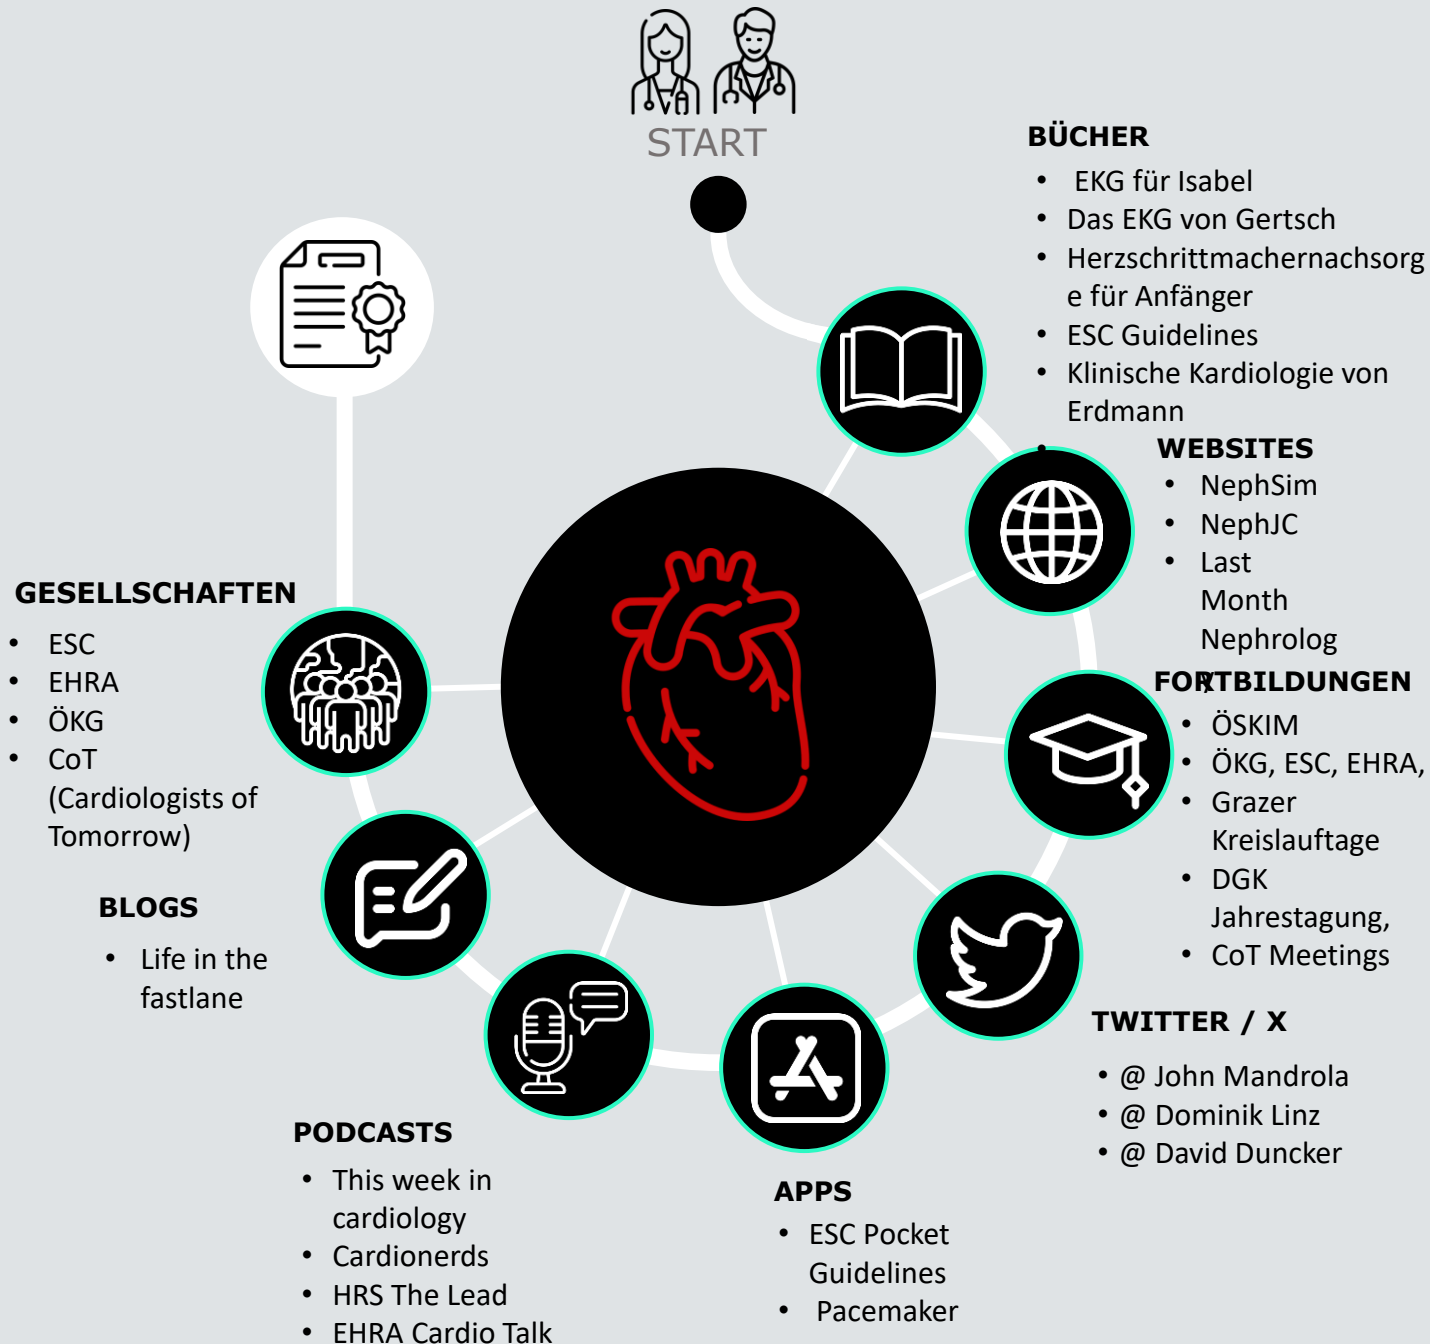 START
BÜCHER
• EKG für Isabel
• Das EKG von Gertsch
• Herzschrittmachernachsorg
e für Anfänger
• ESC Guidelines
• Klinische Kardiologie von
Erdmann
•
WEBSITES
• NephSim
• NephJC
• Last
Month
Nephrolog
y
FORTBILDUNGEN
• ÖSKIM
• ÖKG, ESC, EHRA,
• Grazer
Kreislauftage
• DGK
Jahrestagung,
• CoT Meetings
TWITTER / X
• @ John Mandrola
• @ Dominik Linz
• @ David Duncker
APPS
• ESC Pocket
Guidelines
• Pacemaker
PODCASTS
• This week in
cardiology
• Cardionerds
• HRS The Lead
• EHRA Cardio Talk
BLOGS
• Life in the
fastlane
GESELLSCHAFTEN
• ESC
• EHRA
• ÖKG
• CoT
(Cardiologists of
Tomorrow)